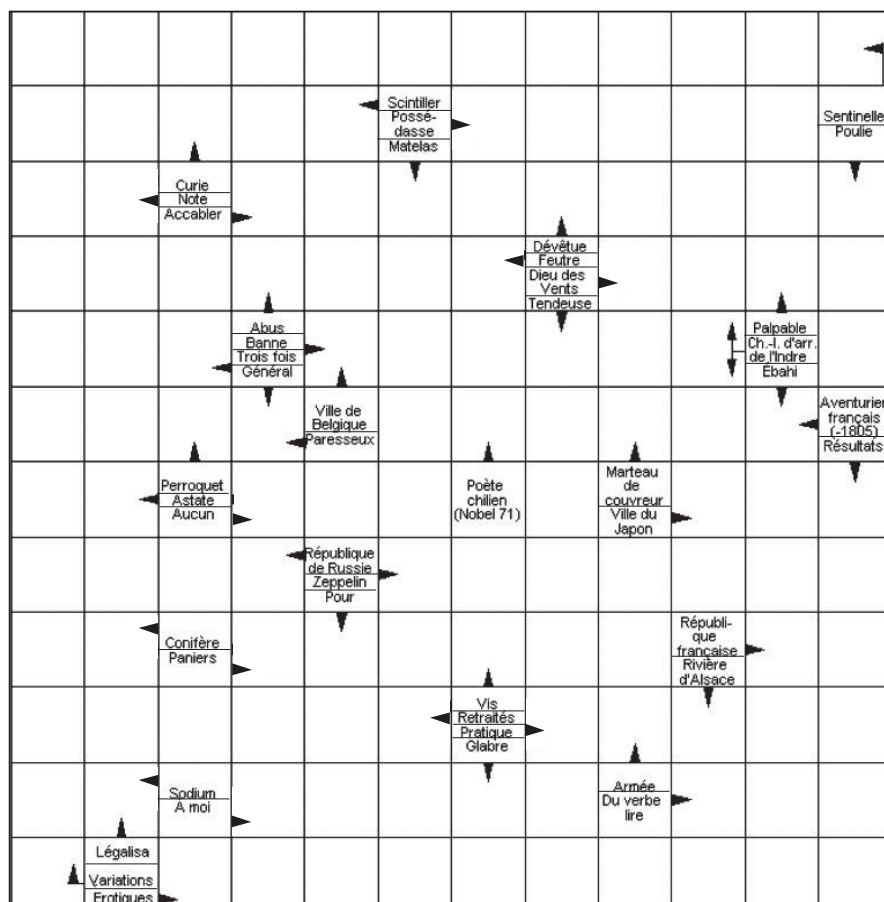 Scintiller
Possé-
dasse
Matelas
Sentinelle
Poulie
Curie
Note
Accabler
Dévêtue
Feutre
Dieu des
Vents
Tendeuse
Abus
Banne
Trois fois
Général
Palpable
Ch.-l. d'arr.
de l'Indre
Ébahi
Ville de
Belgique
Paresseux
Aventurier
français
(-1805)
Résultats
Perroquet
Astate
Aucun
Poète
chilien
(Nobel 71)
Marteau
de
couvreur
Ville du
Japon
République
de Russie
Zeppelin
Pour
Conifère
Paniers
Républi-
que
française
Rivière
d'Alsace
Vis
Retraités
Pratique
Glabre
Sodium
A moi
Armée
Du verbe
lire
Légalisa
Variations
Erotiques